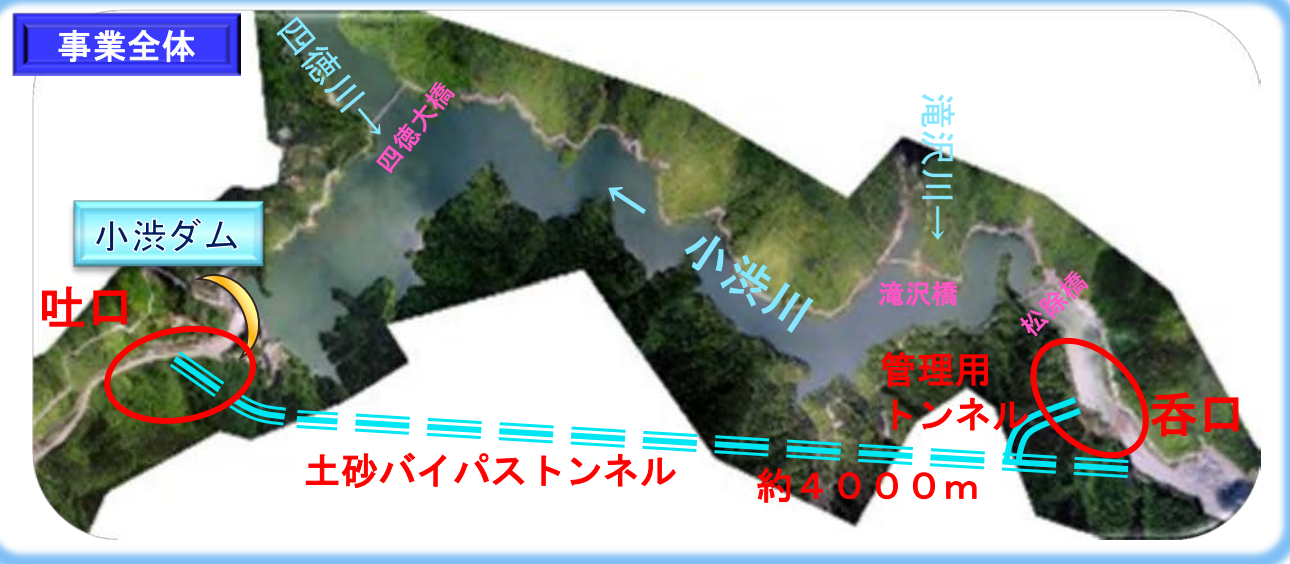 事業全体
四徳川→
四徳大橋
滝沢川→
小渋ダム
吐口
←
小渋川
滝沢橋
松除橋
管理用
トンネル
呑口
土砂バイパストンネル
約4000m